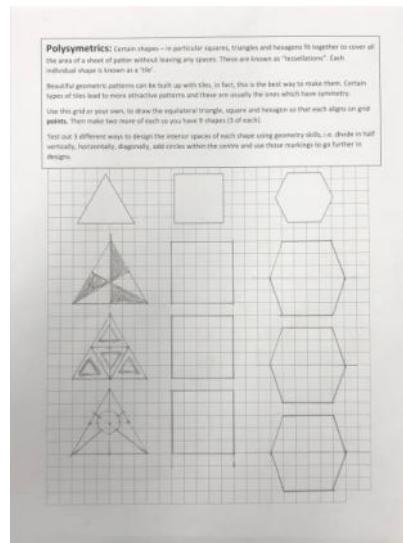 Polysymetrics: Certain shapes – in particular squares, triangles and hexagons fit together to cover all
the area of a sheet of patter without leaving any spaces. These are known as "tessellations". Each
individual shape is known as a 'tile'.
Beautiful geometric patterns can be built up with tiles, in fact, this is the best way to make them. Certain
types of tiles lead to more attractive patterns and these are usually the ones which have symmetry.
Use this grid or your own, to draw the equilateral triangle, square and hexagon so that each aligns on grid
points. Then make two more of each so you have 9 shapes (3 of each).
Test out 3 different ways to design the interior spaces of each shape using geometry skills, i.e. divide in half
vertically, horizontally, diagonally, add circles within the centre and use those markings to go further in
designs.